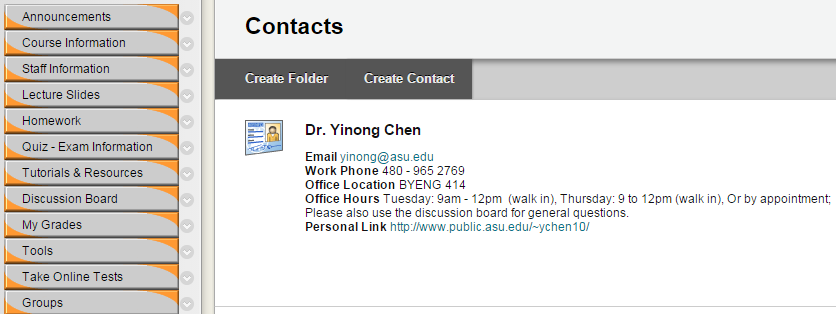 Announcements
Course Information
Staff Information
Lecture Slides
Homework
Quiz - Exam Information
Tutorials & Resources
Discussion Board
My Grades
Tools
Take Online Tests
Groups
Contacts
Create Folder Create Contact
Dr. Yinong Chen
Email yinong@asu.edu
Work Phone 480 - 965 2769
Office Location BYENG 414
Office Hours Tuesday: 9am - 12pm (walk in), Thursday: 9 to 12pm (walk in), Or by appointment;
Please also use the discussion board for general questions.
Personal Link http://www.public.asu.edu/~ychen10/